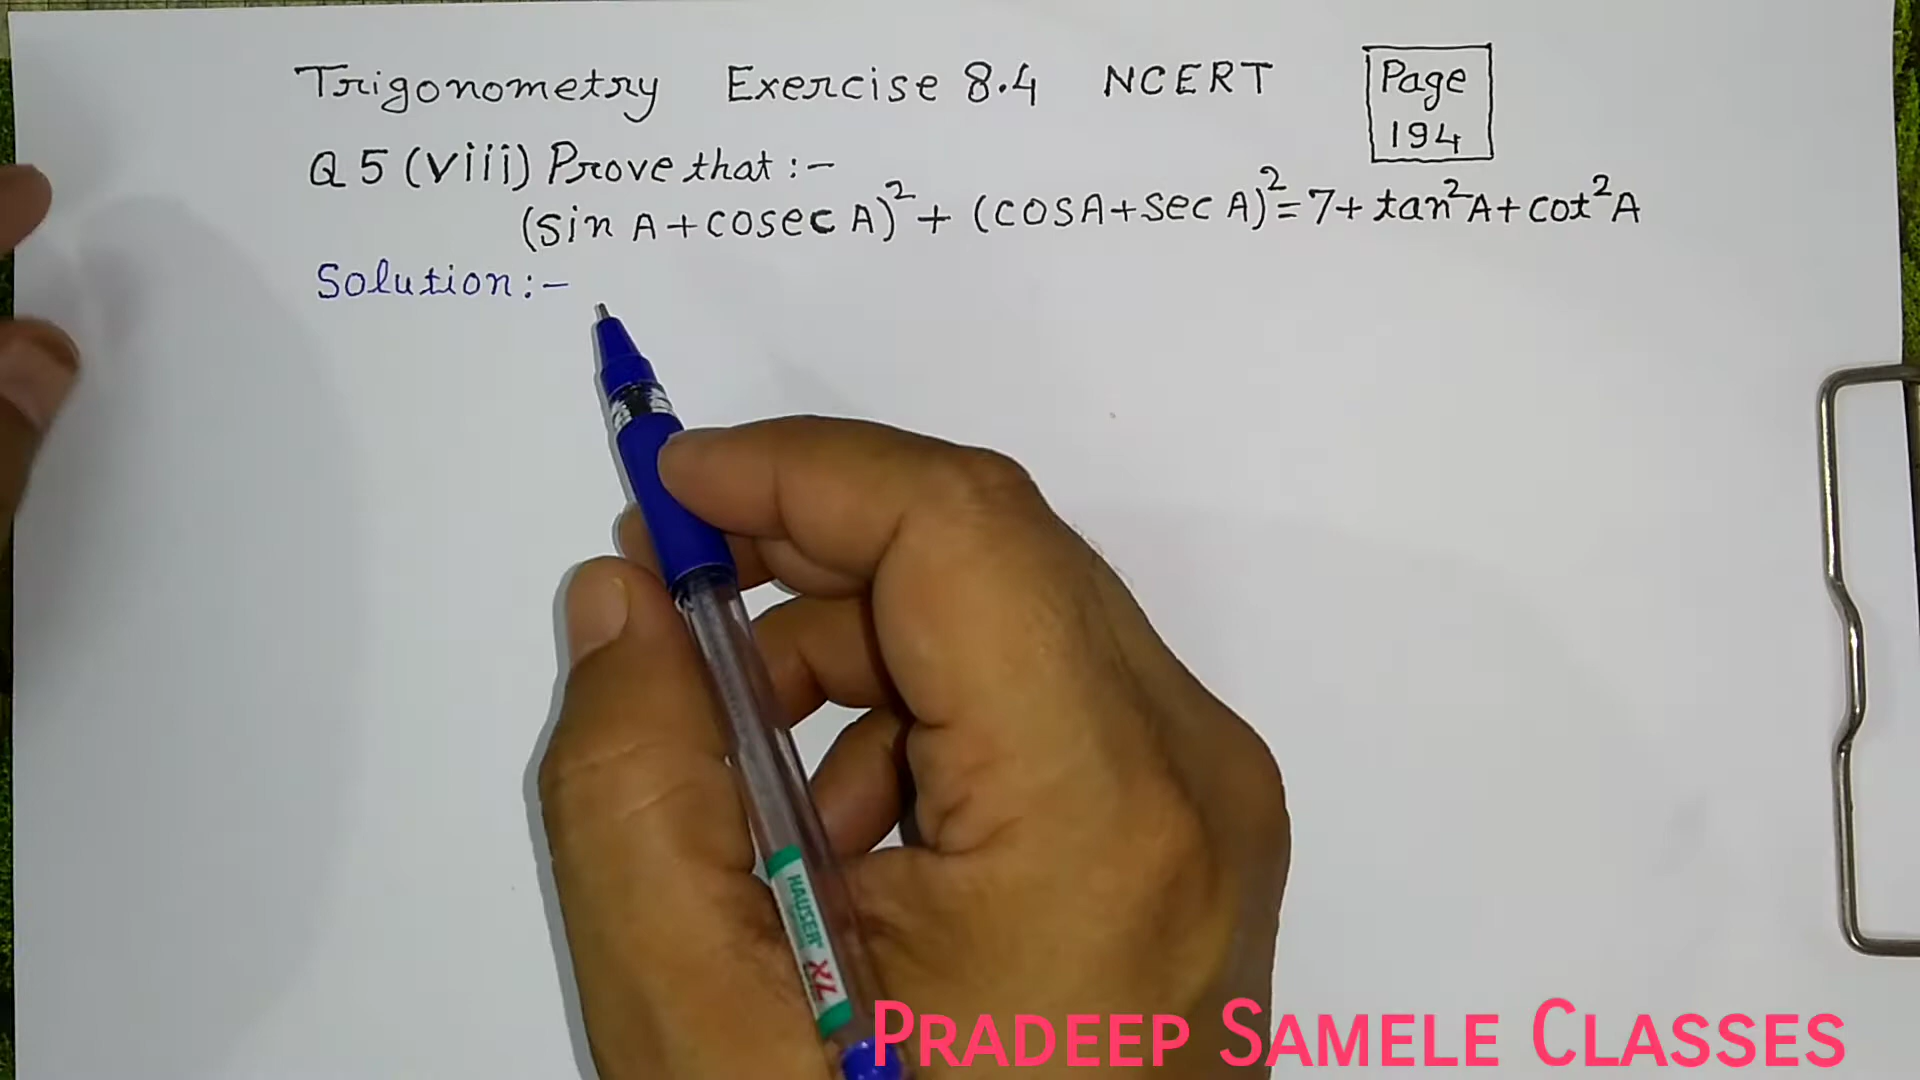 Trigonometry Exercise 8.4 NCERT
Page
194
Q 5 (viii) Prove that :-
(sin A + cosec A)² + (cosA + sec A)² = 7 + tan²A + cot²A
Solution :-
HAUSER XL
PRADEEP SAMELE CLASSES